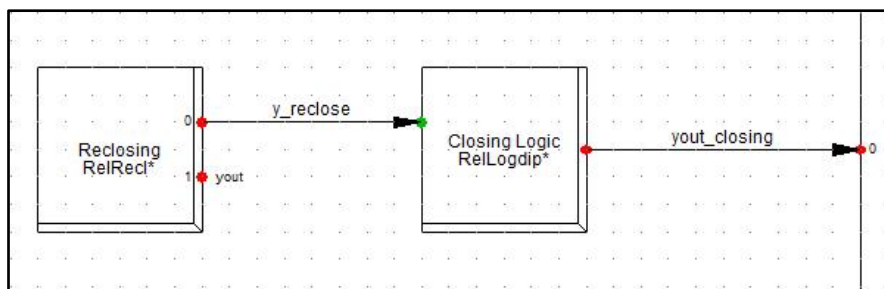 y_reclose
0
Reclosing
RelRecl*
1
yout
Closing Logic
RelLogdip*
yout_closing
0